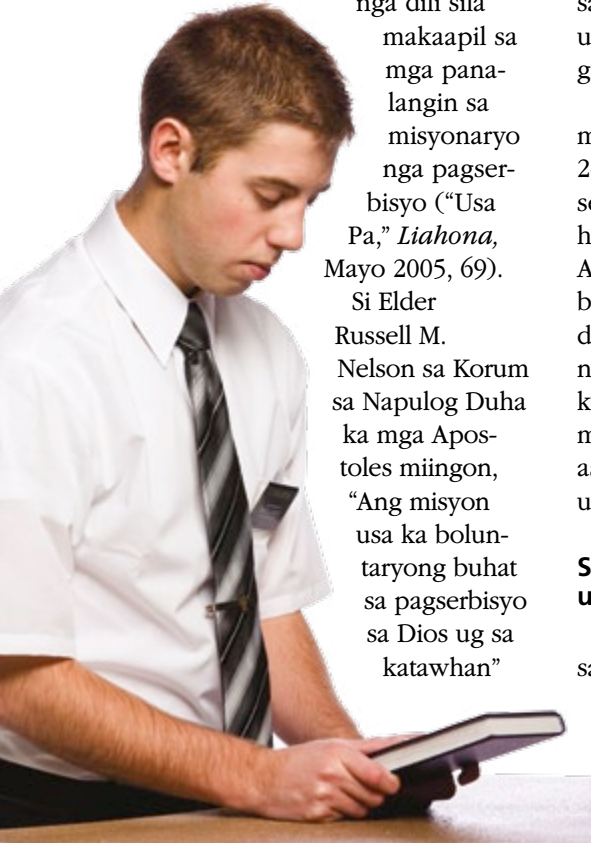 nga dili sila
makaapil sa
mga pana-
langin sa
misyonaryo
nga pagser-
bisyo (“Usa
Pa,” Liahona,
Mayo 2005, 69).
Si Elder
Russell M.
Nelson sa Korum
sa Napulog Duha
ka mga Apos-
toles miingon,
“Ang misyon
usa ka bolun-
taryong buhat
sa pagserbisyo
sa Dios ug sa
katawhan”